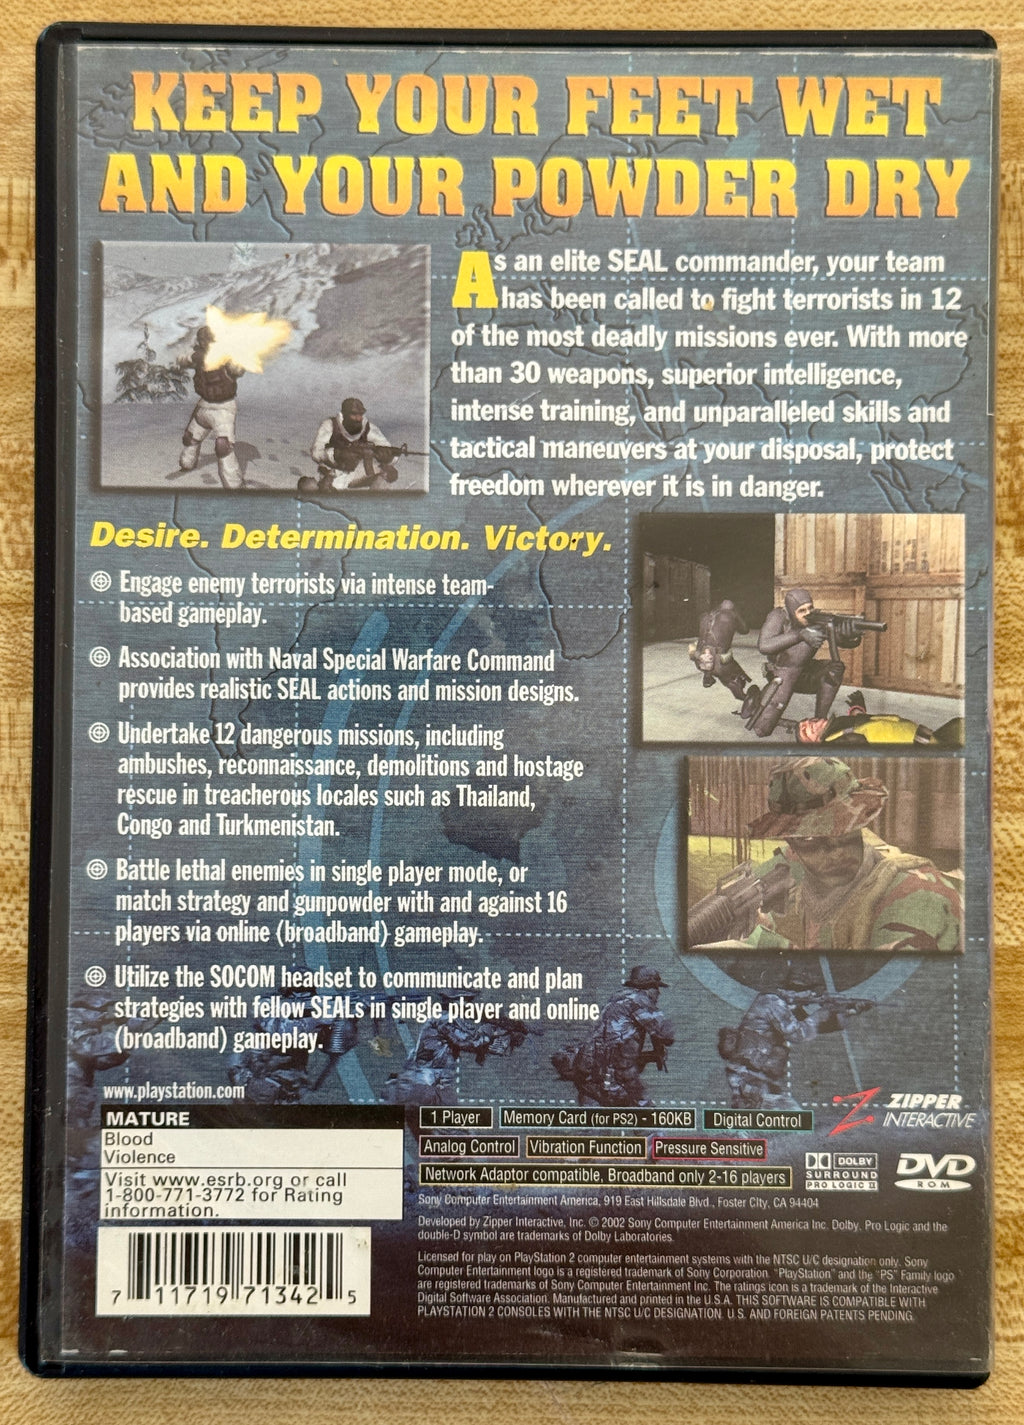 KEEP YOUR FEET WET
AND YOUR POWDER DRY
As an elite SEAL commander, your team
has been called to fight terrorists in 12
of the most deadly missions ever. With more
than 30 weapons, superior intelligence,
intense training, and unparalleled skills and
tactical maneuvers at your disposal, protect
freedom wherever it is in danger.
Desire. Determination. Victory.
Engage enemy terrorists via intense team-
based gameplay.
Association with Naval Special Warfare Command
provides realistic SEAL actions and mission designs.
Undertake 12 dangerous missions, including
ambushes, reconnaissance, demolitions and hostage
rescue in treacherous locales such as Thailand,
Congo and Turkmenistan.
Battle lethal enemies in single player mode, or
match strategy and gunpowder with and against 16
players via online (broadband) gameplay.
Utilize the SOCOM headset to communicate and plan
strategies with fellow SEALs in single player and online
(broadband) gameplay.
www.playstation.com
MATURE
Blood
Violence
Visit www.esrb.org or call
1-800-771-3772 for Rating
information.
7 11719 71342 5
1 Player Memory Card (for PS2) - 160KB Digital Control
Analog Control Vibration Function Pressure Sensitive
Network Adaptor compatible, Broadband only 2-16 players
ZIPPER
INTERACTIVE
DOLBY
SURROUND
PRO LOGIC II
DVD
ROM
Sony Computer Entertainment America, 919 East Hillsdale Blvd., Foster City, CA 94404
Developed by Zipper Interactive, Inc. © 2002 Sony Computer Entertainment America Inc. Dolby, Pro Logic and the
double-D symbol are trademarks of Dolby Laboratories.
Licensed for play on PlayStation 2 computer entertainment systems with the NTSC U/C designation only. Sony
Computer Entertainment logo is a registered trademark of Sony Corporation. "PlayStation" and the "PS" Family logo
are registered trademarks of Sony Computer Entertainment Inc. The ratings icon is a trademark of the Interactive
Digital Software Association. Manufactured and printed in the U.S.A. THIS SOFTWARE IS COMPATIBLE WITH
PLAYSTATION 2 CONSOLES WITH THE NTSC U/C DESIGNATION. U.S. AND FOREIGN PATENTS PENDING.